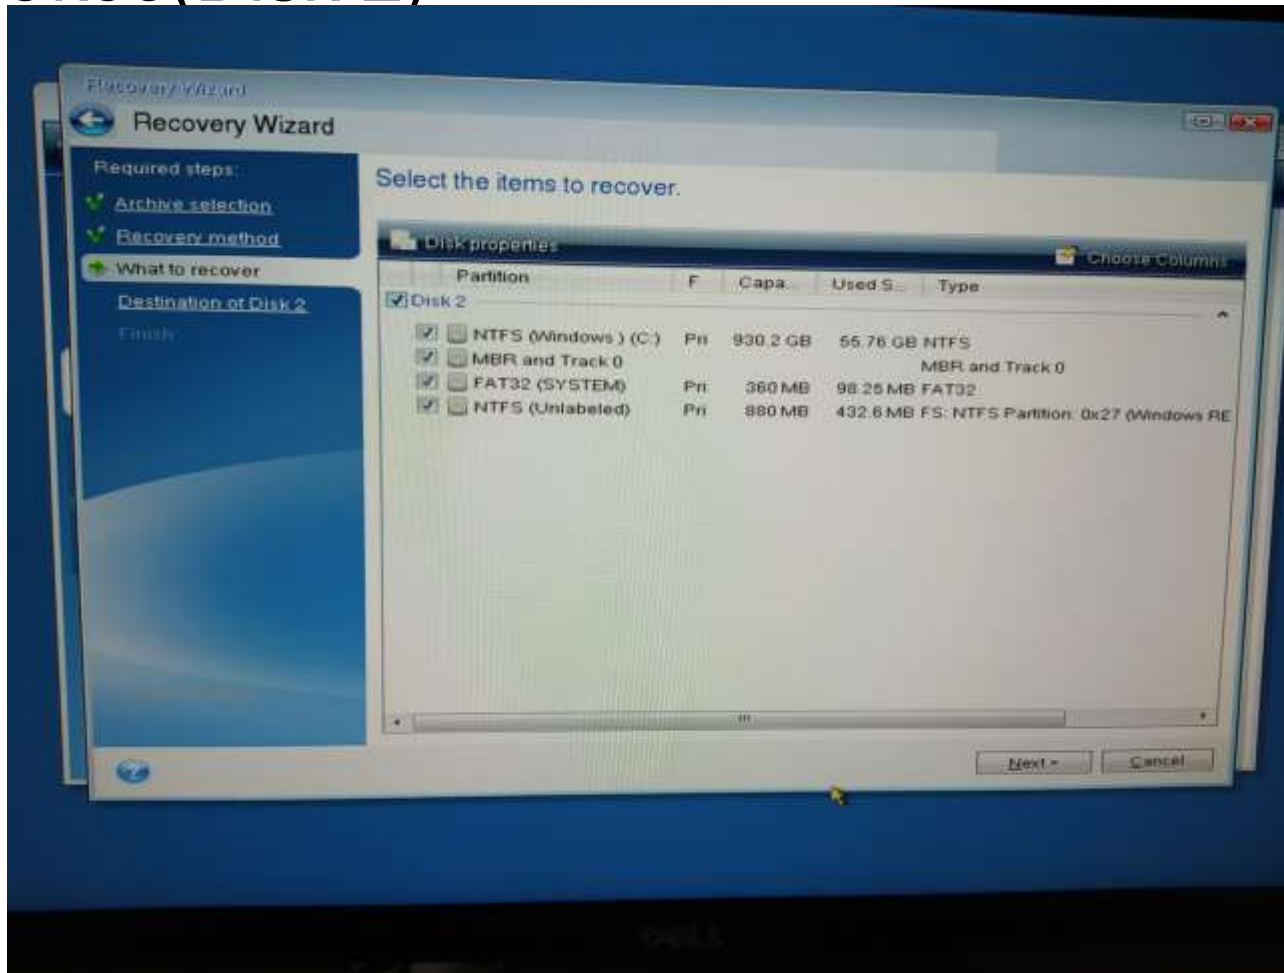 Recovery Wizard
Recovery Wizard
Required steps:
Archive selection
Recovery method
What to recover
Destination of Disk 2
Finish
Select the items to recover.
Disk properties
Choose Columns
Partition F Capa... Used S... Type
Disk 2
NTFS (Windows ) (C:) Pri 930.2 GB 55.76 GB NTFS
MBR and Track 0 MBR and Track 0
FAT32 (SYSTEM) Pri 360 MB 98.25 MB FAT32
NTFS (Unlabeled) Pri 880 MB 432.6 MB FS: NTFS Partition: 0x27 (Windows RE
Next >
Cancel
DELL